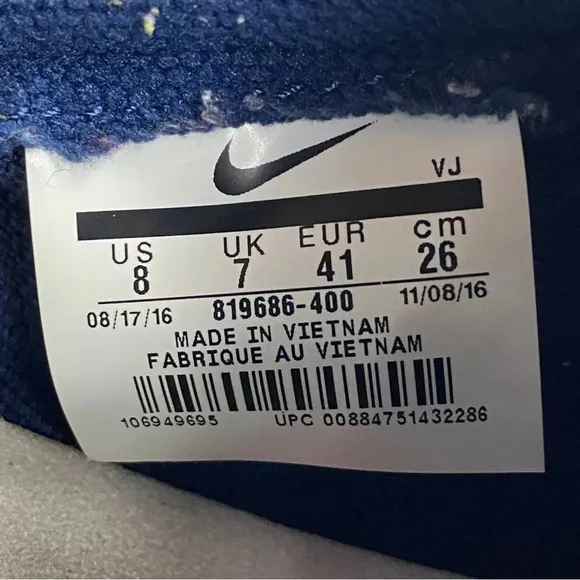 VJ
US UK EUR cm
8 7 41 26
08/17/16 819686-400 11/08/16
MADE IN VIETNAM
FABRIQUE AU VIETNAM
106949695 UPC 00884751432286